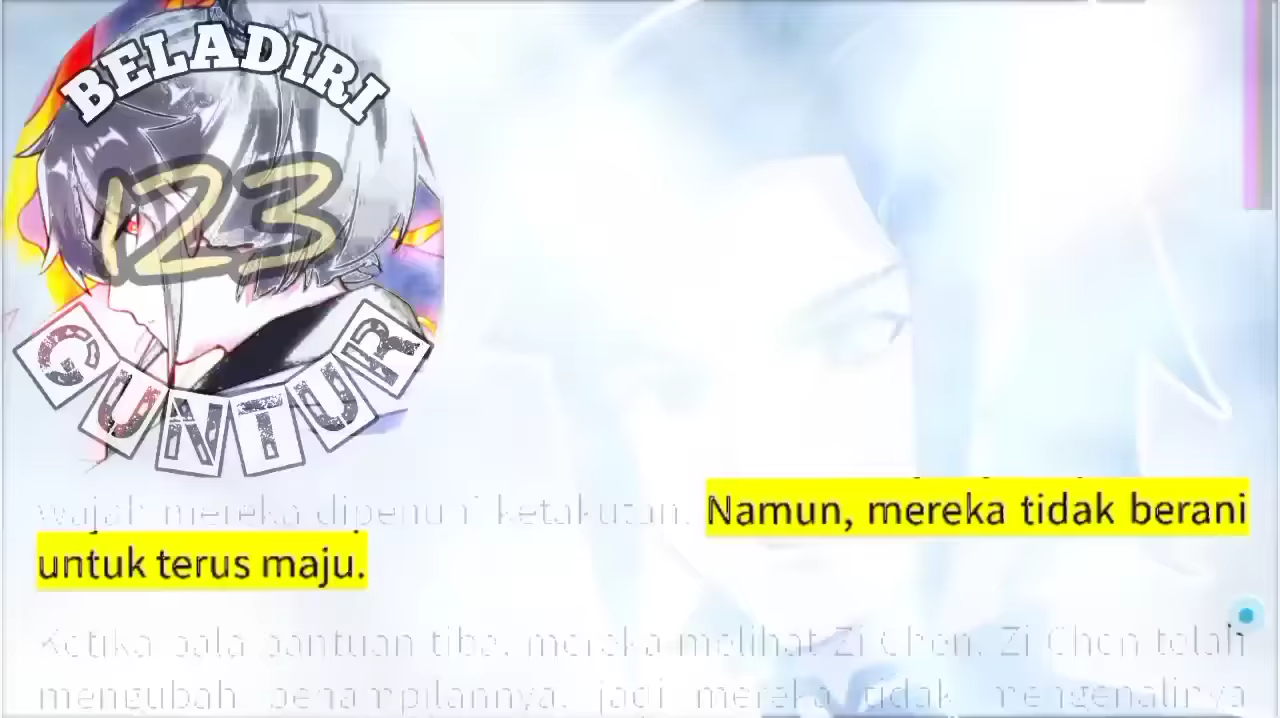 BELADIRI
123
GUNTUR
wajah mereka dipenuhi ketakutan. Namun, mereka tidak berani
untuk terus maju.
Ketika bala bantuan tiba, mereka melihat Zi Chen. Zi Chen telah
mengubah penampilannya, jadi mereka tidak mengenalinya